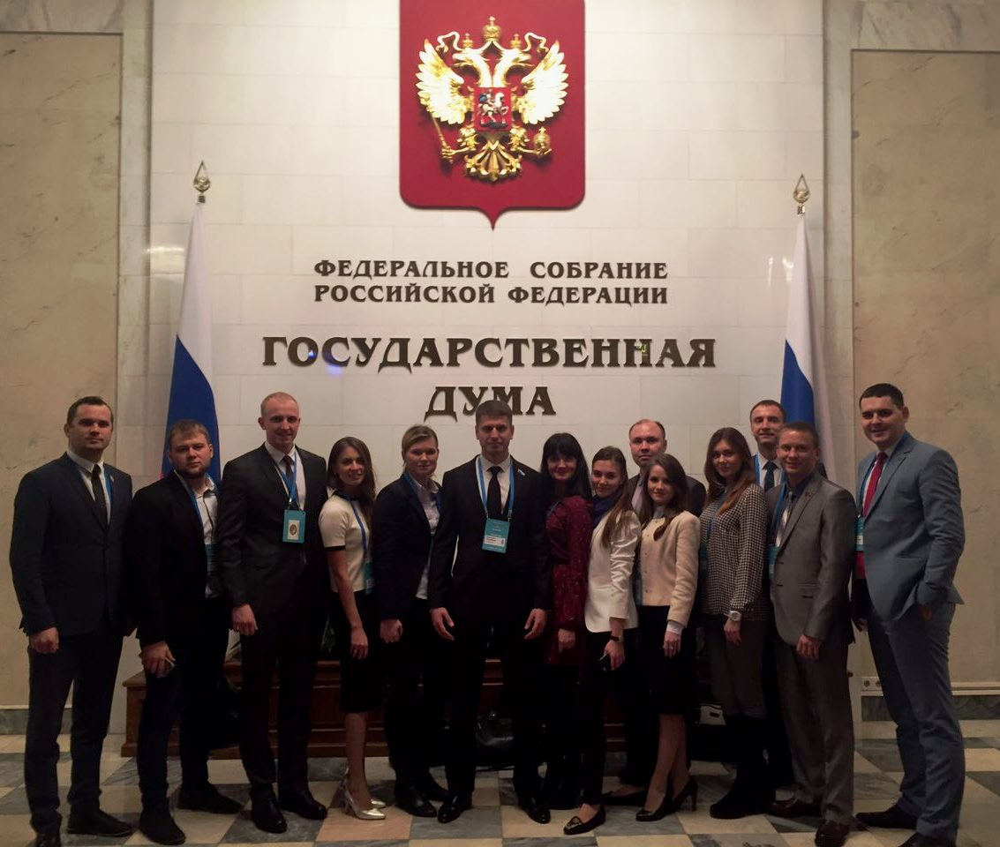 ФЕДЕРАЛЬНОЕ СОБРАНИЕ
РОССИЙСКОЙ ФЕДЕРАЦИИ
ГОСУДАРСТВЕННАЯ
ДУМА